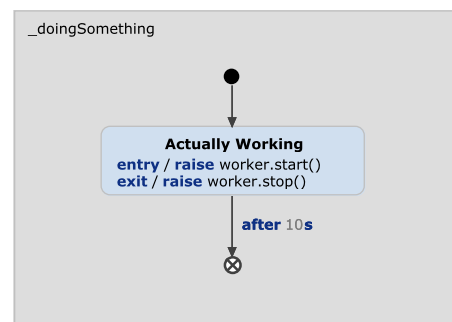 _doingSomething
Actually Working
entry / raise worker.start()
exit / raise worker.stop()
after 10s